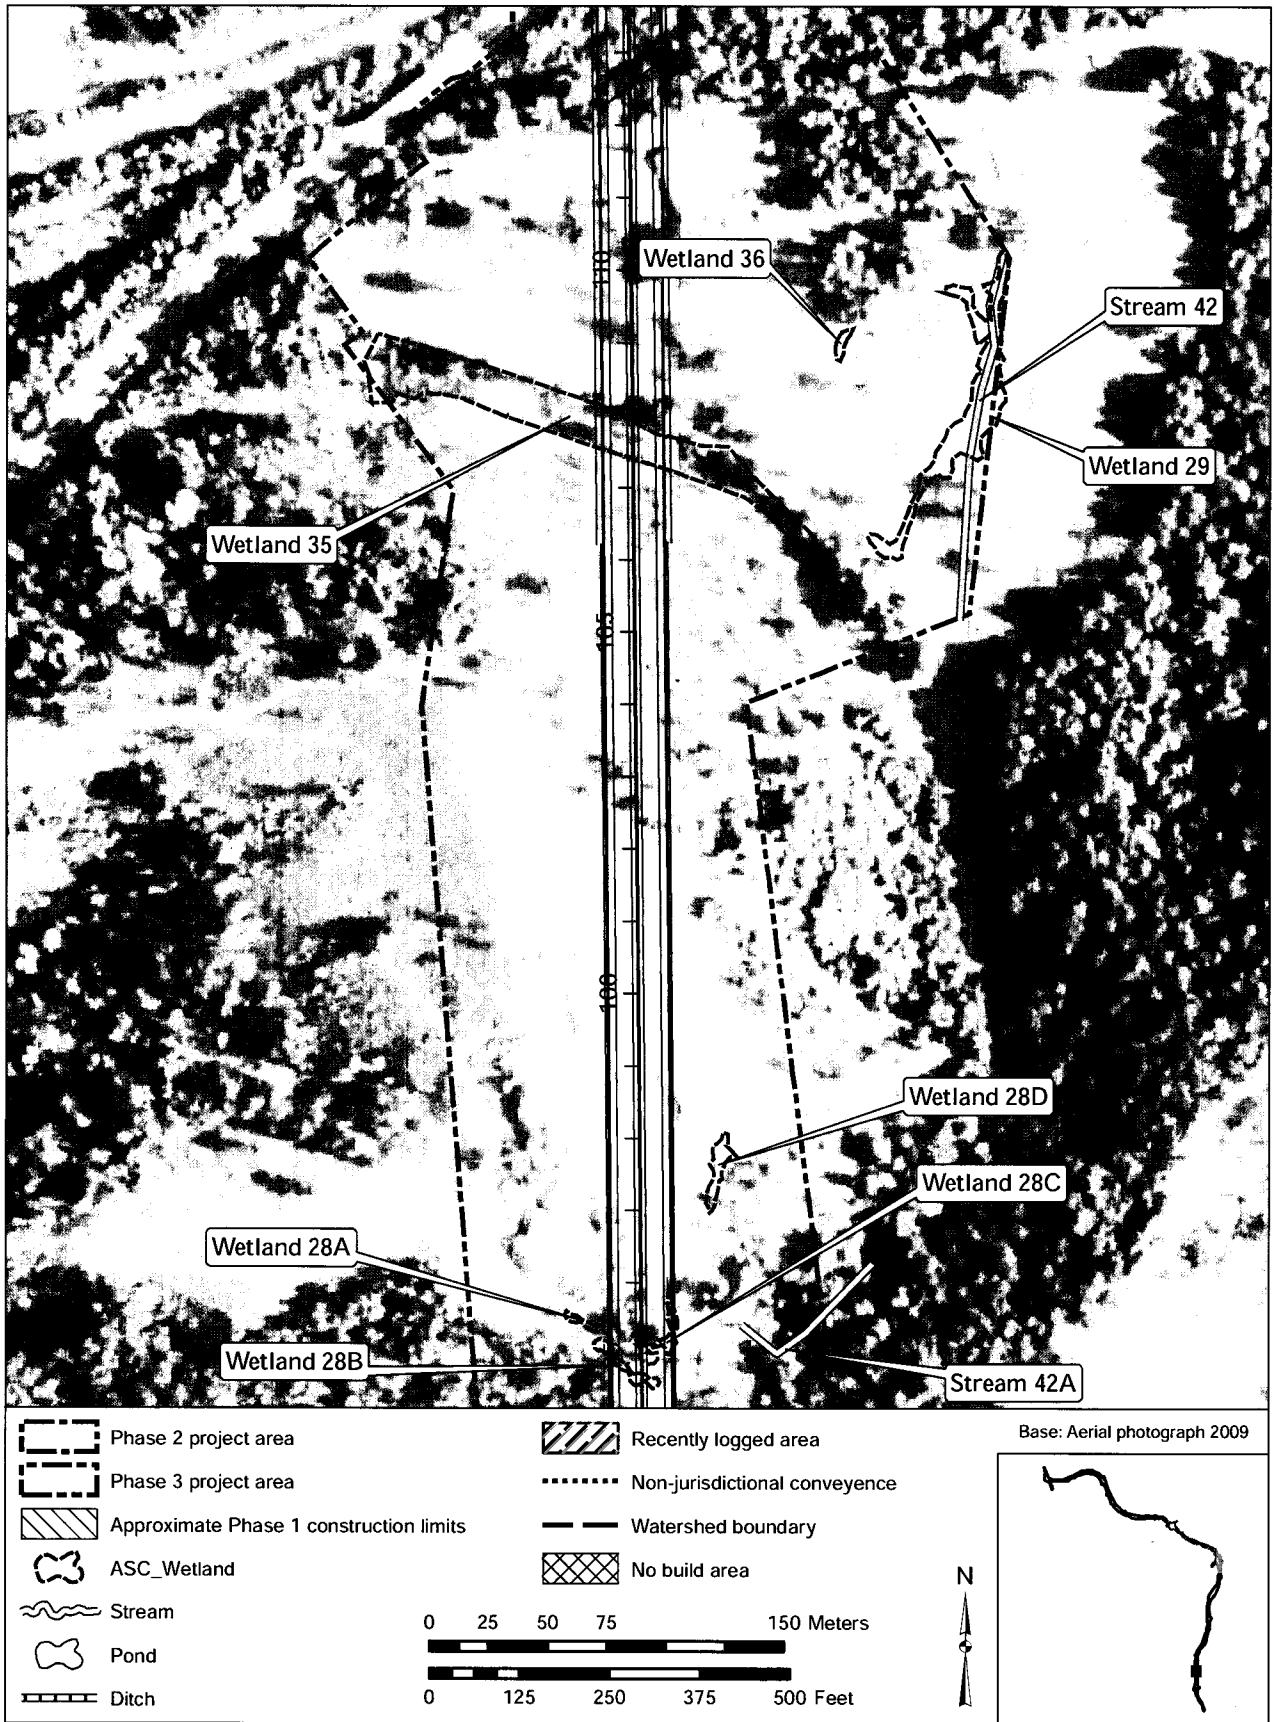 110
Wetland 36
Stream 42
Wetland 29
Wetland 35
105
100
Wetland 28D
Wetland 28C
Wetland 28A
Wetland 28B
Stream 42A
Phase 2 project area
Phase 3 project area
Approximate Phase 1 construction limits
ASC_Wetland
Stream
Pond
Ditch
Recently logged area
Non-jurisdictional conveyence
Watershed boundary
No build area
0 25 50 75 150 Meters
0 125 250 375 500 Feet
N
Base: Aerial photograph 2009